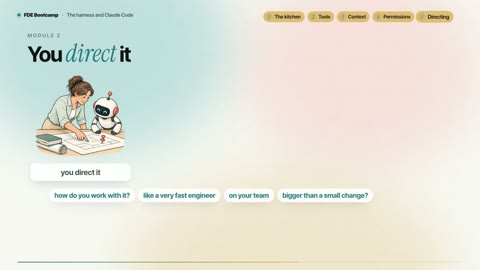 FDE Bootcamp · The harness and Claude Code
The kitchen
Tools
Context
Permissions
Directing
MODULE 2
You direct it
you direct it
how do you work with it?
like a very fast engineer
on your team
bigger than a small change?